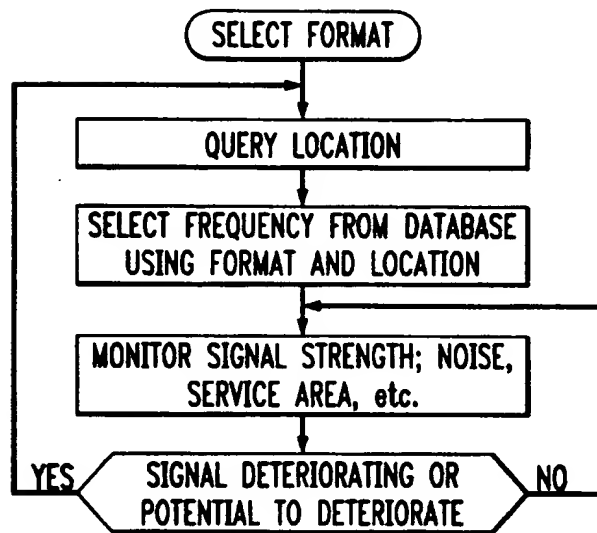 SELECT FORMAT
QUERY LOCATION
SELECT FREQUENCY FROM DATABASE
USING FORMAT AND LOCATION
MONITOR SIGNAL STRENGTH; NOISE,
SERVICE AREA, etc.
YES
SIGNAL DETERIORATING OR
POTENTIAL TO DETERIORATE
NO